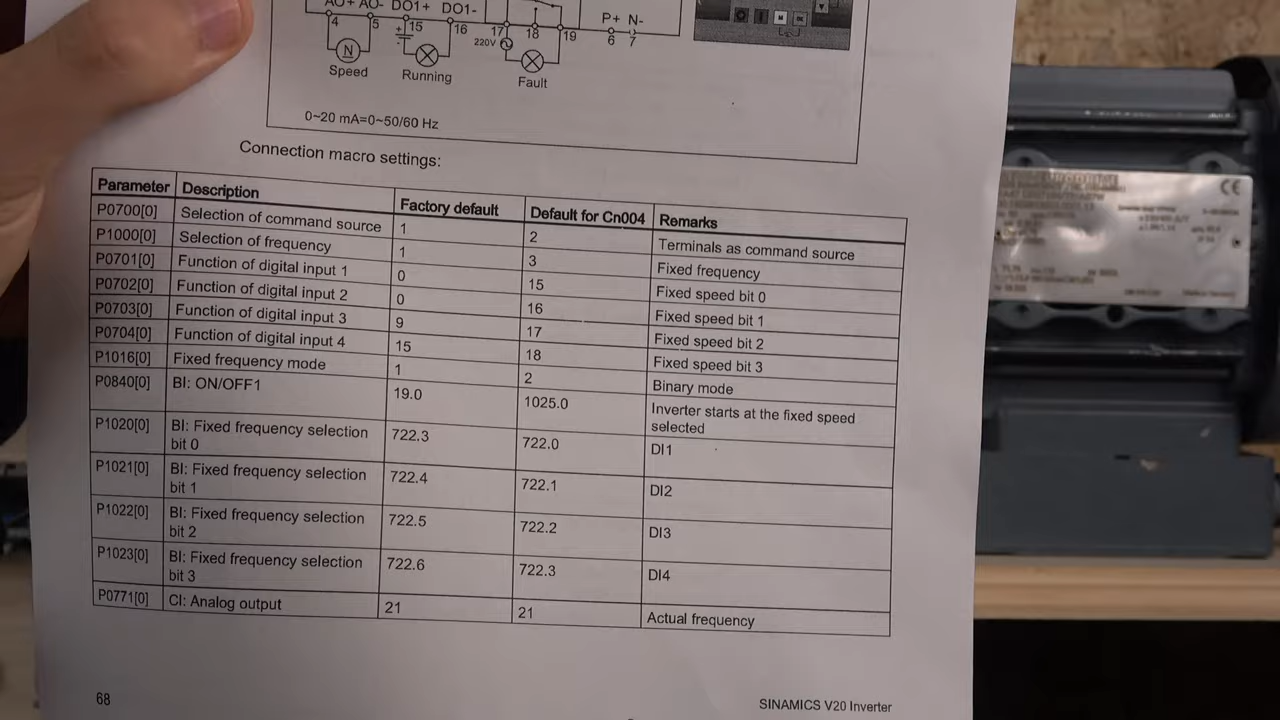 AO+ AO- DO1+ DO1-
4 5 15 16 17 18 19
P+ N-
6 7
220V
N
Speed Running Fault
0~20 mA=0~50/60 Hz
Connection macro settings:
Parameter Description Factory default Default for Cn004 Remarks
P0700[0] Selection of command source 1 2 Terminals as command source
P1000[0] Selection of frequency 1 3 Fixed frequency
P0701[0] Function of digital input 1 0 15 Fixed speed bit 0
P0702[0] Function of digital input 2 0 16 Fixed speed bit 1
P0703[0] Function of digital input 3 9 17 Fixed speed bit 2
P0704[0] Function of digital input 4 15 18 Fixed speed bit 3
P1016[0] Fixed frequency mode 1 2 Binary mode
P0840[0] BI: ON/OFF1 19.0 1025.0 Inverter starts at the fixed speed
selected
P1020[0] BI: Fixed frequency selection 722.3 722.0 DI1
bit 0
P1021[0] BI: Fixed frequency selection 722.4 722.1 DI2
bit 1
P1022[0] BI: Fixed frequency selection 722.5 722.2 DI3
bit 2
P1023[0] BI: Fixed frequency selection 722.6 722.3 DI4
bit 3
P0771[0] CI: Analog output 21 21 Actual frequency
68
SINAMICS V20 Inverter
CE